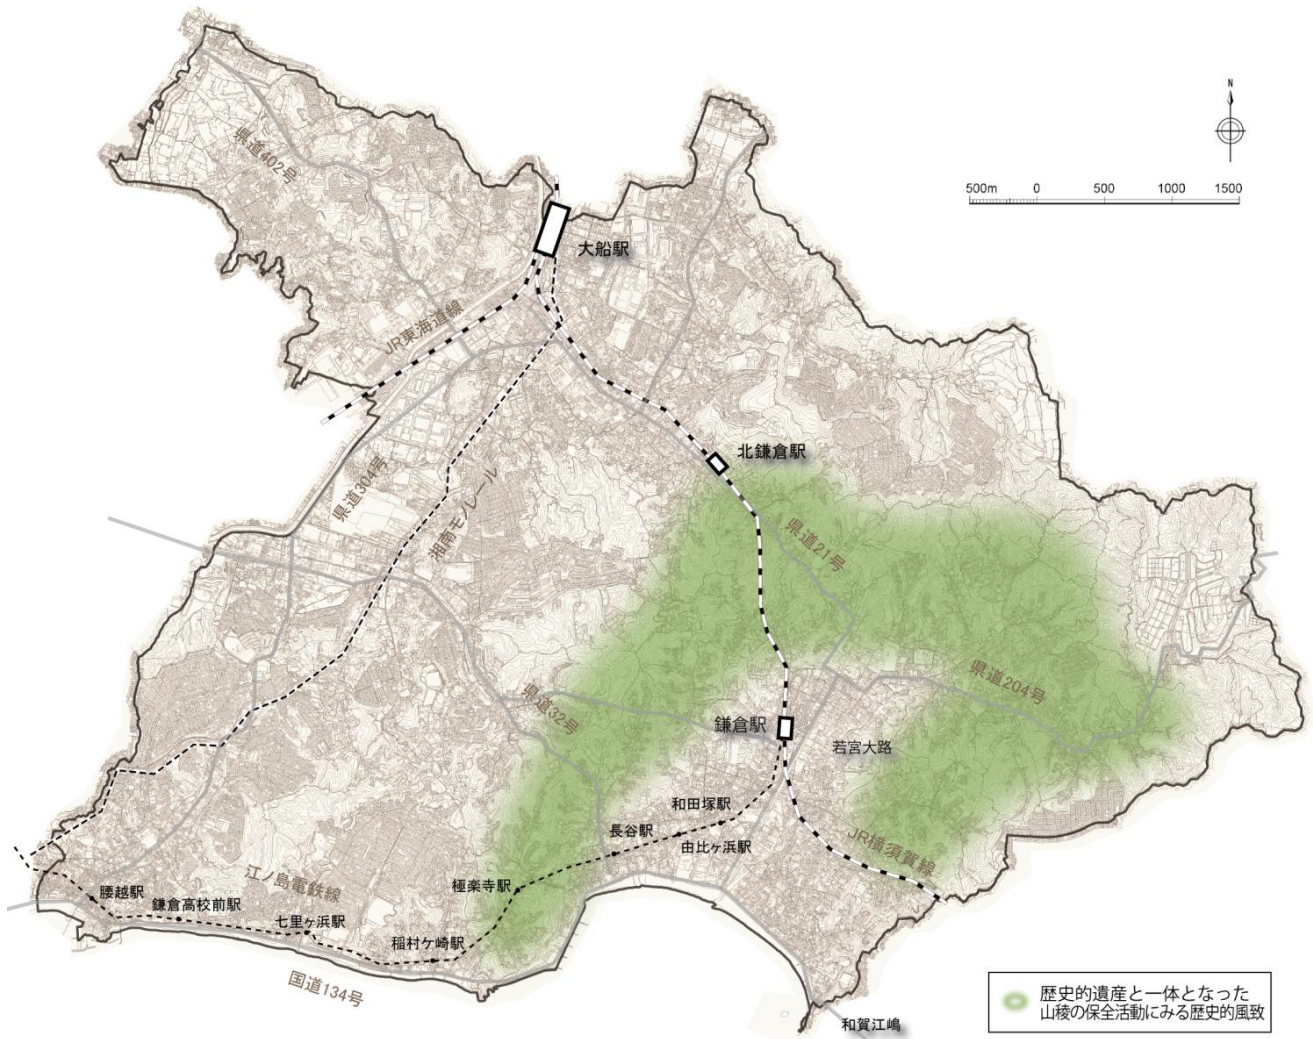 N
500m 0 500 1000 1500
県道402号
大船駅
JR東海道線
北鎌倉駅
県道304号
湘南モノレール
県道21号
県道32号
県道204号
鎌倉駅
若宮大路
和田塚駅
長谷駅
由比ヶ浜駅
JR横須賀線
極楽寺駅
江ノ島電鉄線
腰越駅
鎌倉高校前駅
七里ヶ浜駅
稲村ケ崎駅
国道134号
和賀江嶋
歴史的遺産と一体となった
山稜の保全活動にみる歴史的風致